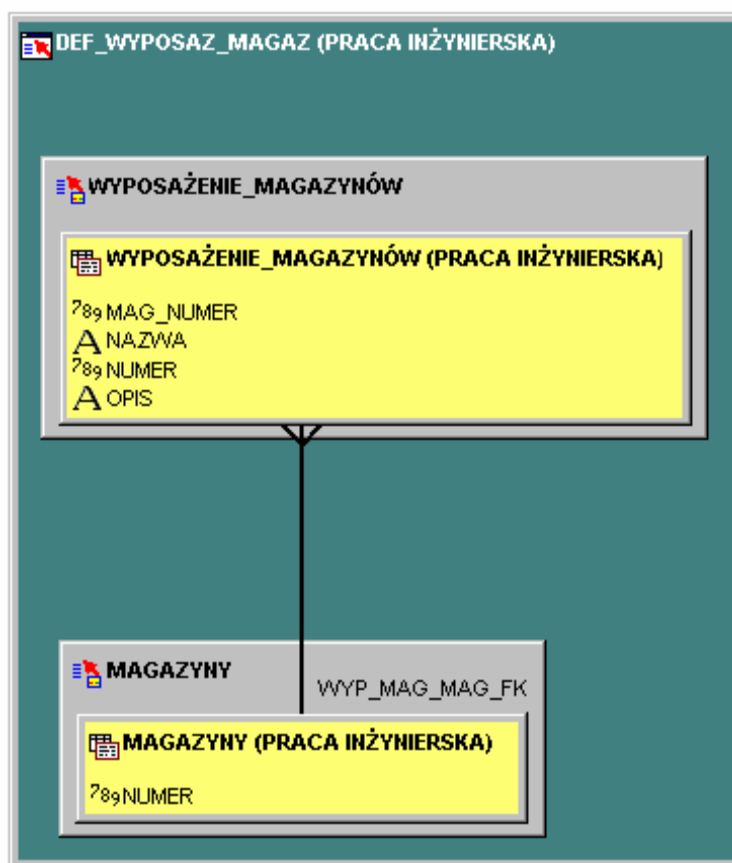 DEF_WYPOSAZ_MAGAZ (PRACA INŻYNIERSKA)
WYPOSAŻENIE_MAGAZYNÓW
WYPOSAŻENIE_MAGAZYNÓW (PRACA INŻYNIERSKA)
789 MAG_NUMER
A NAZWA
789 NUMER
A OPIS
MAGAZYNY
WYP_MAG_MAG_FK
MAGAZYNY (PRACA INŻYNIERSKA)
789 NUMER